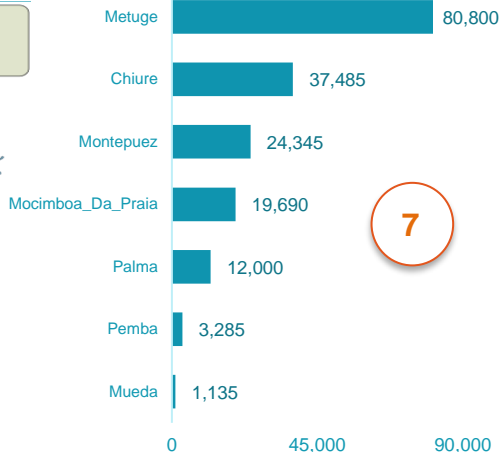 Metuge 80,800
Chiure 37,485
Montepuez 24,345
Mocimboa_Da_Praia 19,690
7
Palma 12,000
Pemba 3,285
Mueda 1,135
0 45,000 90,000